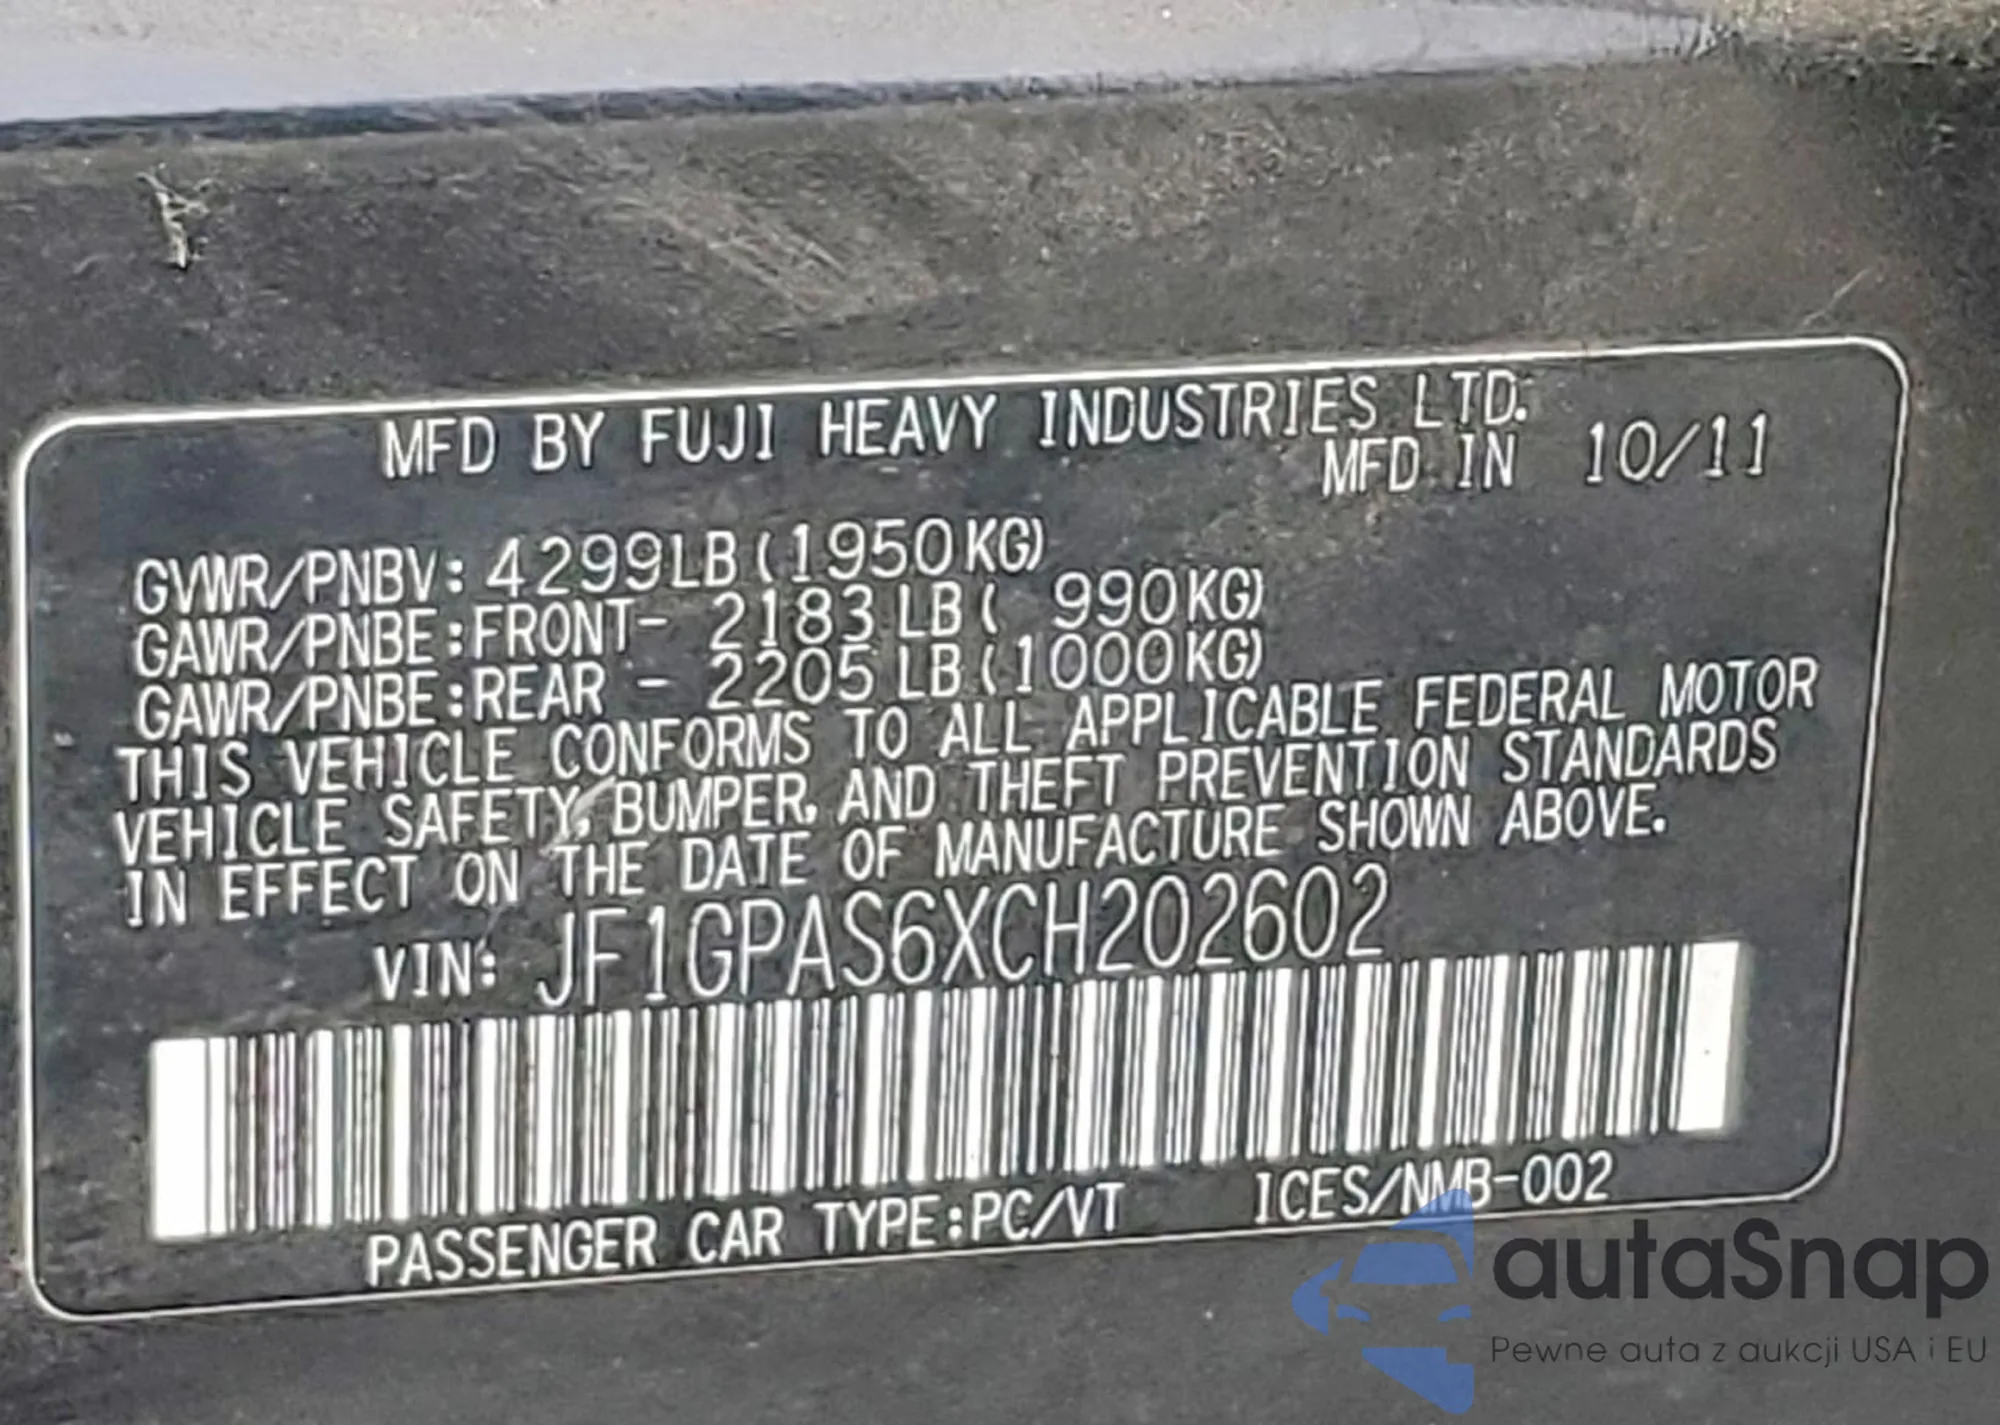 MFD BY FUJI HEAVY INDUSTRIES LTD.
MFD IN 10/11
GVWR/PNBV: 4299LB (1950KG)
GAWR/PNBE:FRONT- 2183 LB ( 990KG)
GAWR/PNBE:REAR - 2205 LB (1000KG)
THIS VEHICLE CONFORMS TO ALL APPLICABLE FEDERAL MOTOR
VEHICLE SAFETY, BUMPER, AND THEFT PREVENTION STANDARDS
IN EFFECT ON THE DATE OF MANUFACTURE SHOWN ABOVE.
VIN: JF1GPAS6XCH202602
PASSENGER CAR TYPE:PC/VT ICES/NMB-002
autaSnap
Pewne auta z aukcji USA i EU